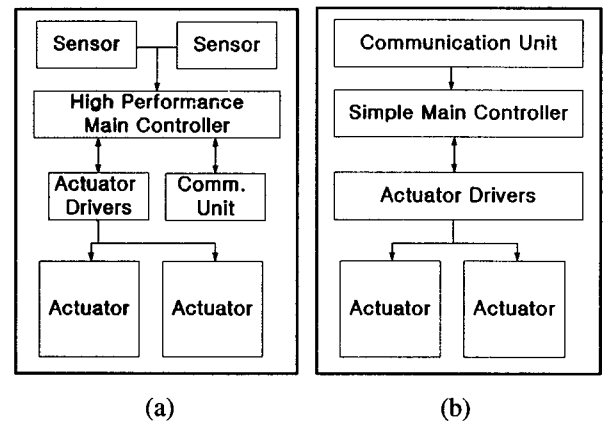 Sensor
Sensor
High Performance
Main Controller
Actuator
Drivers
Comm.
Unit
Actuator
Actuator
(a)
Communication Unit
Simple Main Controller
Actuator Drivers
Actuator
Actuator
(b)